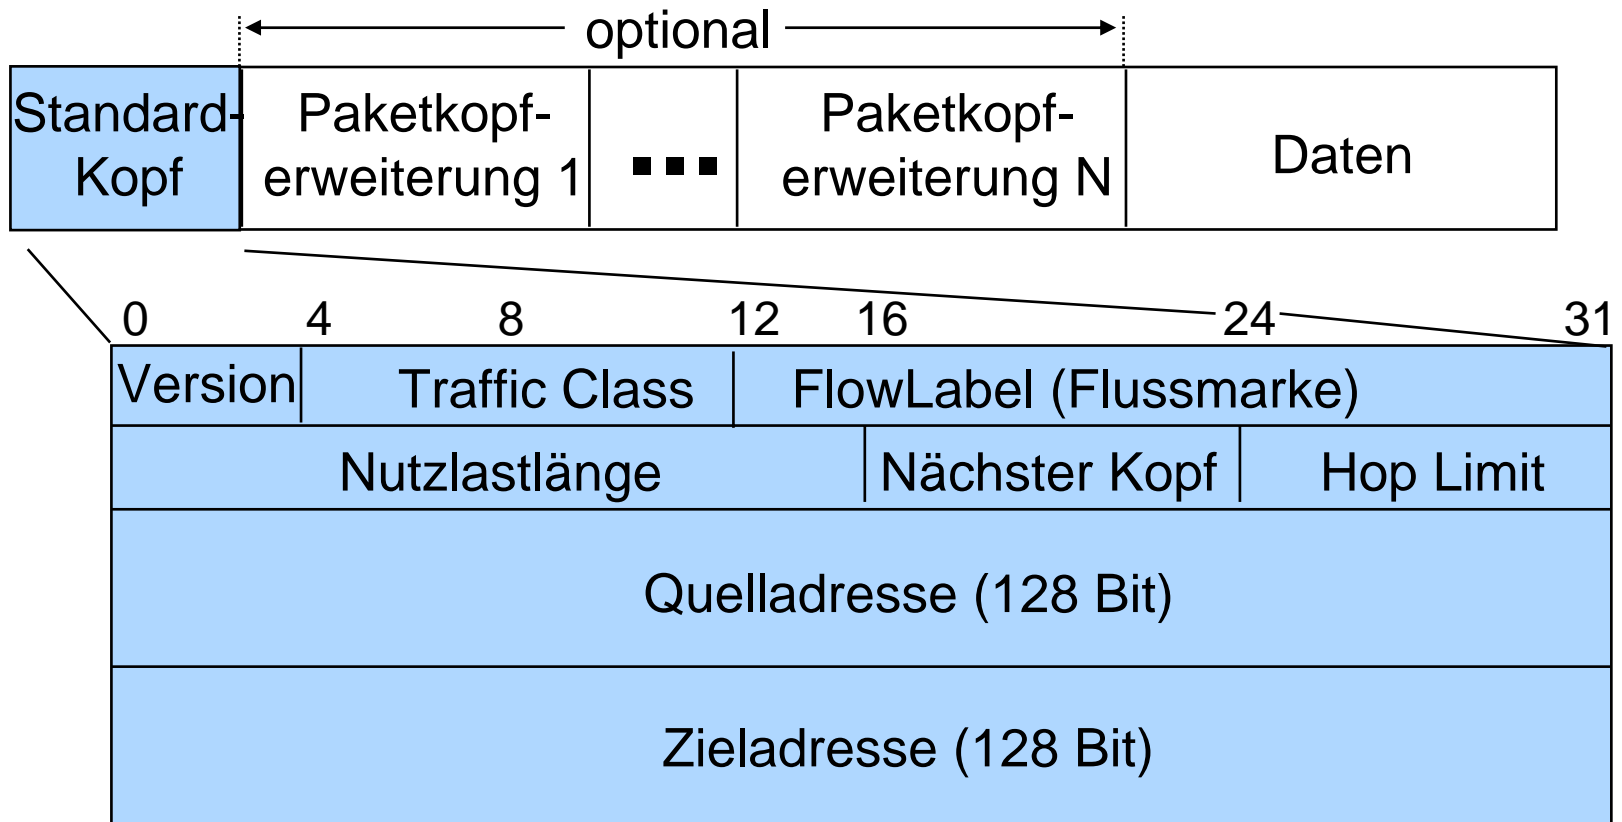 optional
Standard-
Kopf
Paketkopf-
erweiterung 1
Paketkopf-
erweiterung N
Daten
0 4 8 12 16 24 31
Version Traffic Class FlowLabel (Flussmarke)
Nutzlastlänge Nächster Kopf Hop Limit
Quelladresse (128 Bit)
Zieladresse (128 Bit)